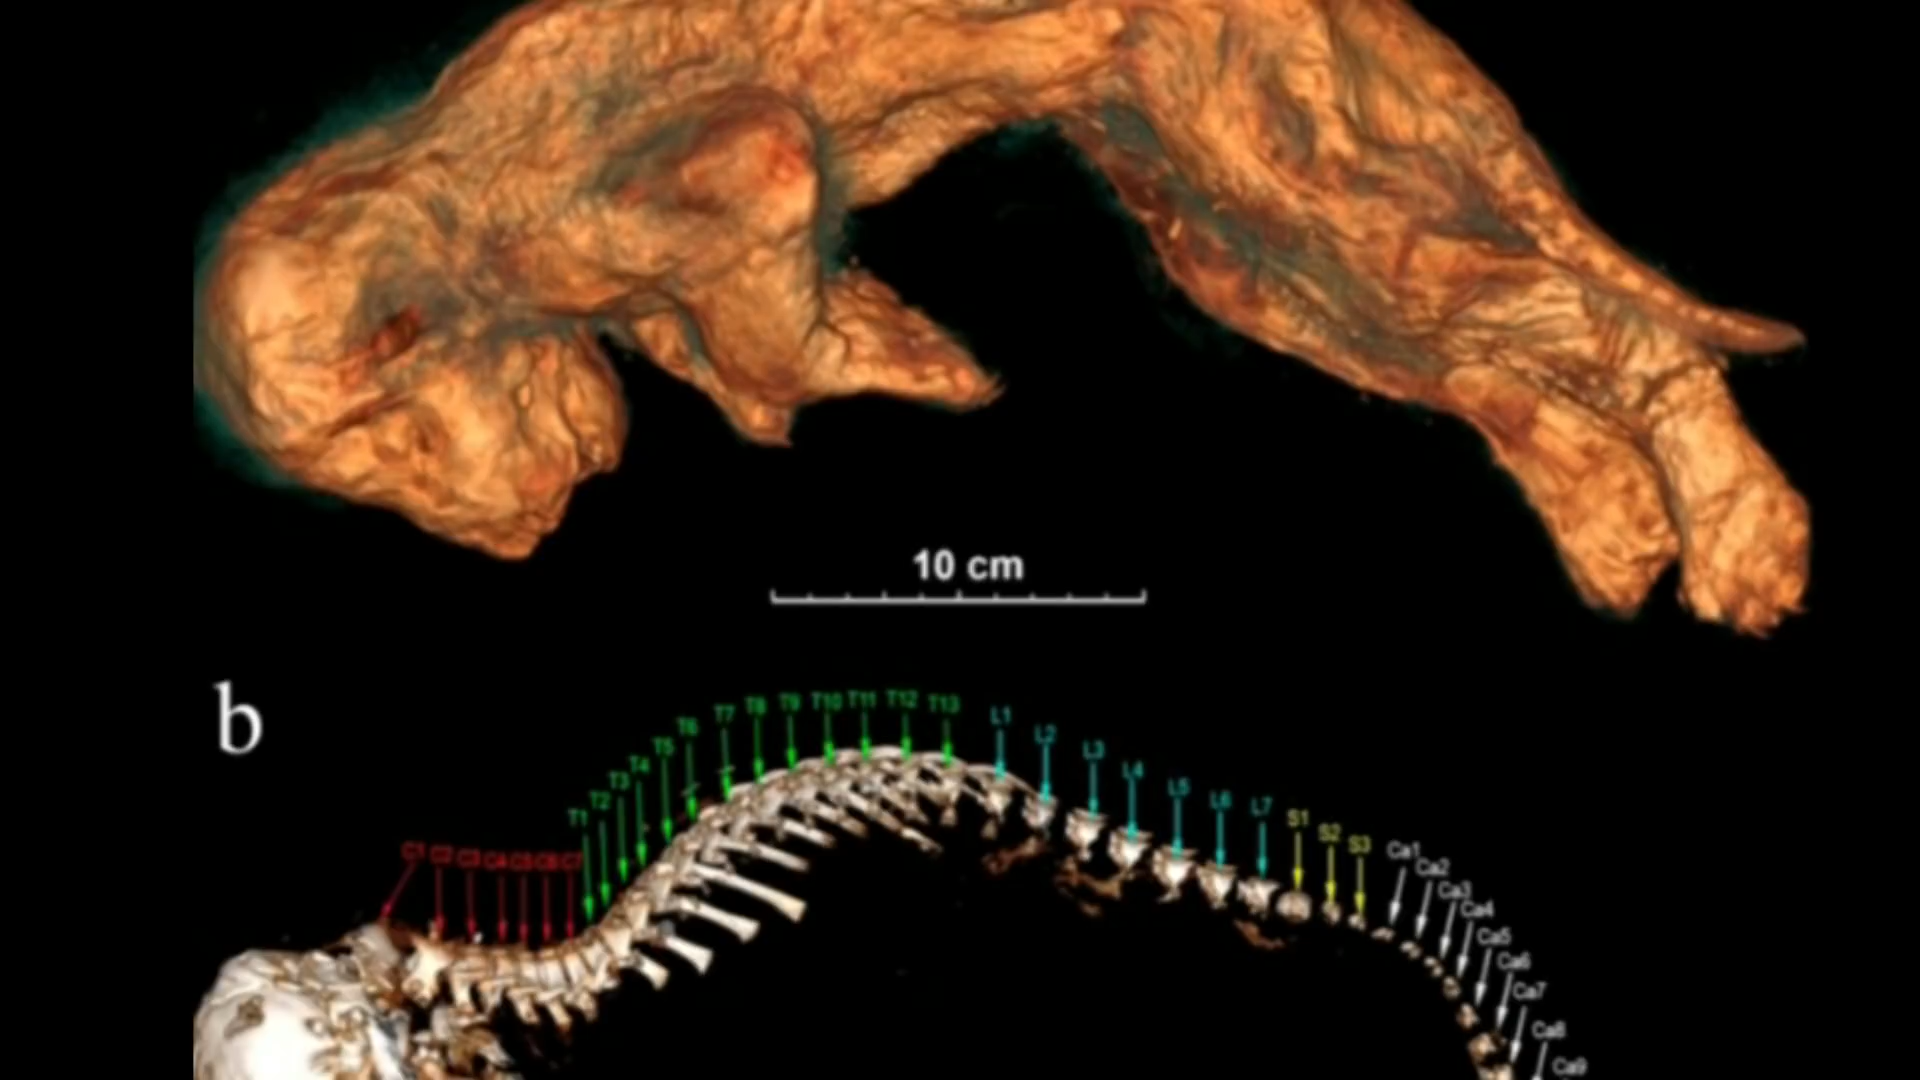 10 cm
b
T1 T2 T3 T4 T5 T6 T7 T8 T9 T10 T11 T12 T13
L1 L2 L3 L4 L5 L6 L7
S1 S2 S3
C1 C2 C3 C4 C5 C6 C7
Ca1
Ca2
Ca3
Ca4
Ca5
Ca6
Ca7
Ca8
Ca9